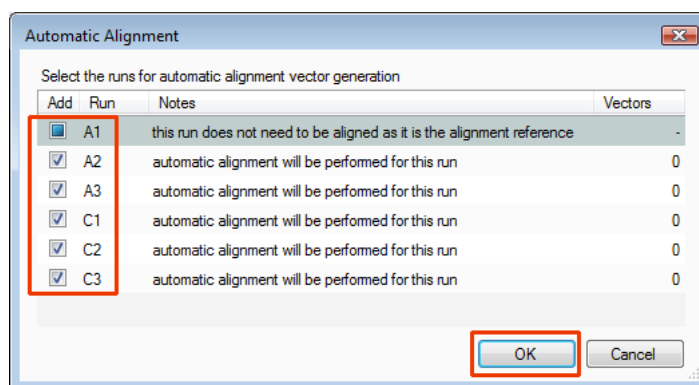 Automatic Alignment
Select the runs for automatic alignment vector generation
Add Run Notes Vectors
A1 this run does not need to be aligned as it is the alignment reference -
A2 automatic alignment will be performed for this run 0
A3 automatic alignment will be performed for this run 0
C1 automatic alignment will be performed for this run 0
C2 automatic alignment will be performed for this run 0
C3 automatic alignment will be performed for this run 0
OK Cancel